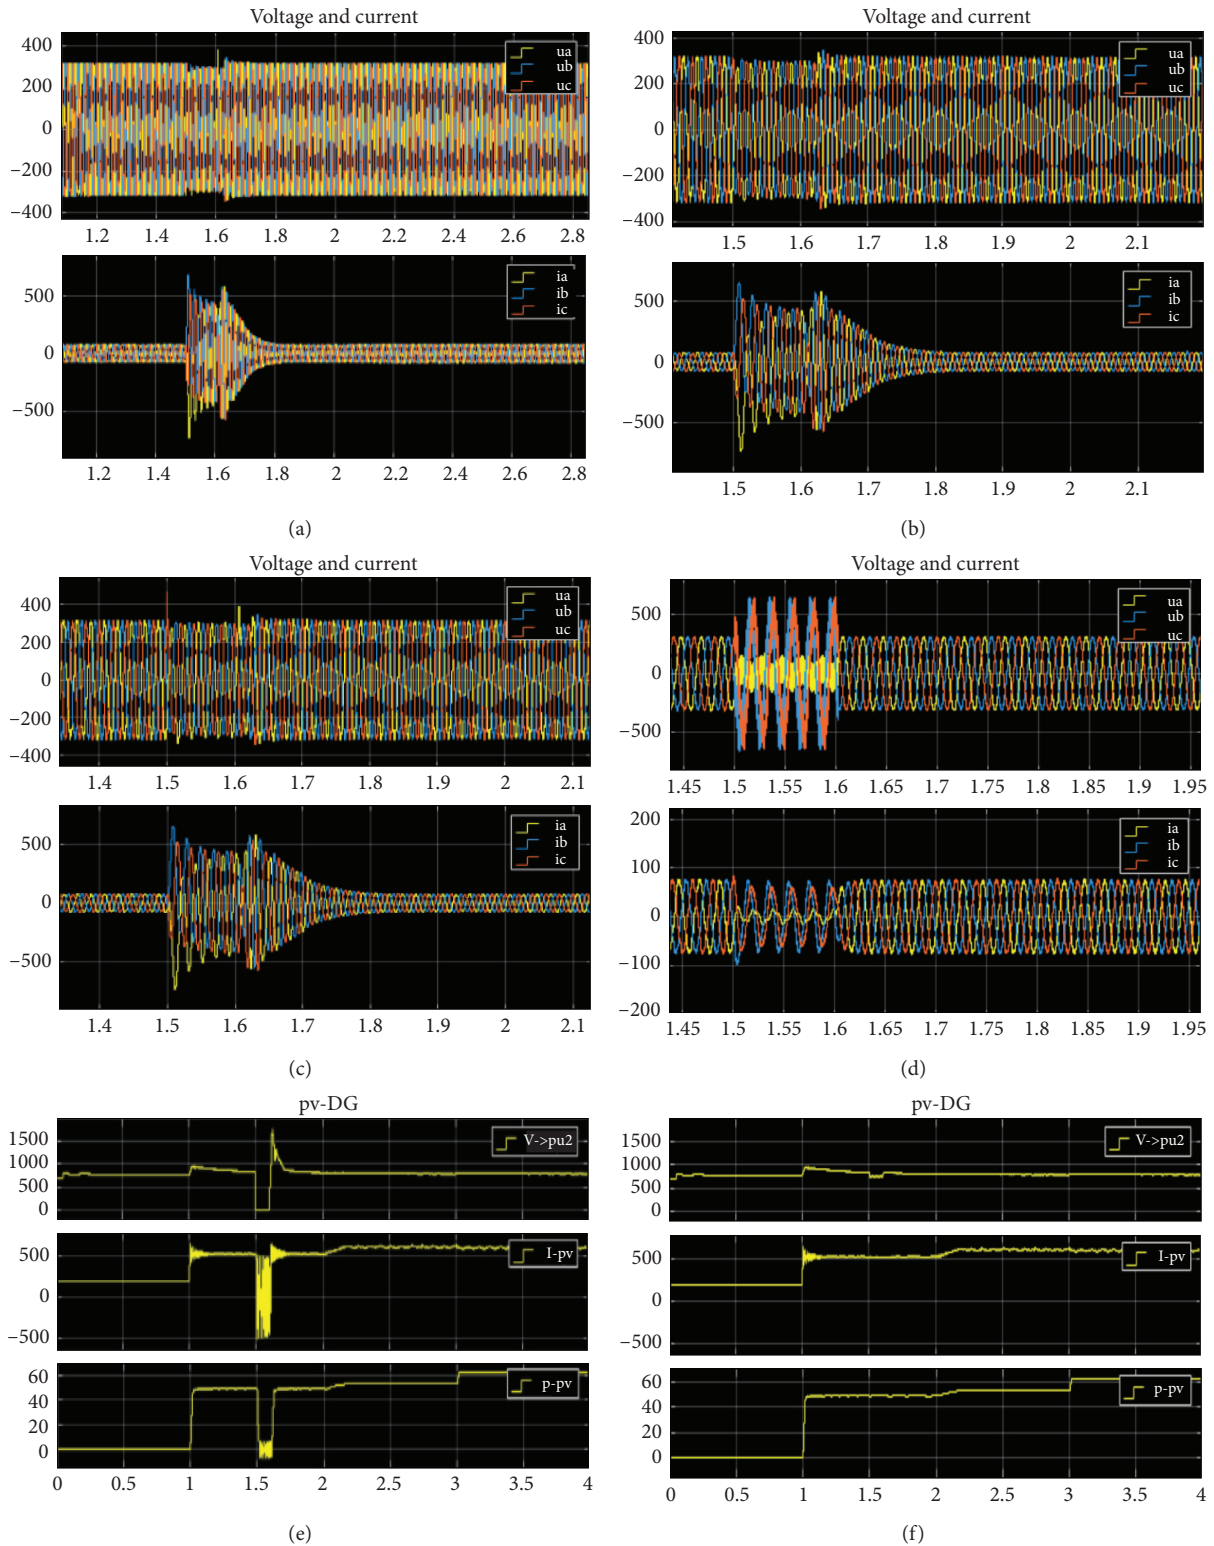 Voltage and current
400
200
0
−200
−400
ua
ub
uc
1.2 1.4 1.6 1.8 2 2.2 2.4 2.6 2.8
500
0
−500
ia
ib
ic
1.2 1.4 1.6 1.8 2 2.2 2.4 2.6 2.8
(a)
Voltage and current
400
200
0
−200
−400
ua
ub
uc
1.5 1.6 1.7 1.8 1.9 2 2.1
500
0
−500
ia
ib
ic
1.5 1.6 1.7 1.8 1.9 2 2.1
(b)
Voltage and current
400
200
0
−200
−400
ua
ub
uc
1.4 1.5 1.6 1.7 1.8 1.9 2 2.1
500
0
−500
ia
ib
ic
1.4 1.5 1.6 1.7 1.8 1.9 2 2.1
(c)
Voltage and current
500
0
−500
ua
ub
uc
1.45 1.5 1.55 1.6 1.65 1.7 1.75 1.8 1.85 1.9 1.95
200
100
0
−100
−200
ia
ib
ic
1.45 1.5 1.55 1.6 1.65 1.7 1.75 1.8 1.85 1.9 1.95
(d)
pv-DG
1500
1000
500
0
V->pu2
500
0
−500
I-pv
60
40
20
0
p-pv
0 0.5 1 1.5 2 2.5 3 3.5 4
(e)
pv-DG
1500
1000
500
0
V->pu2
500
0
−500
I-pv
60
40
20
0
p-pv
0 0.5 1 1.5 2 2.5 3 3.5 4
(f)